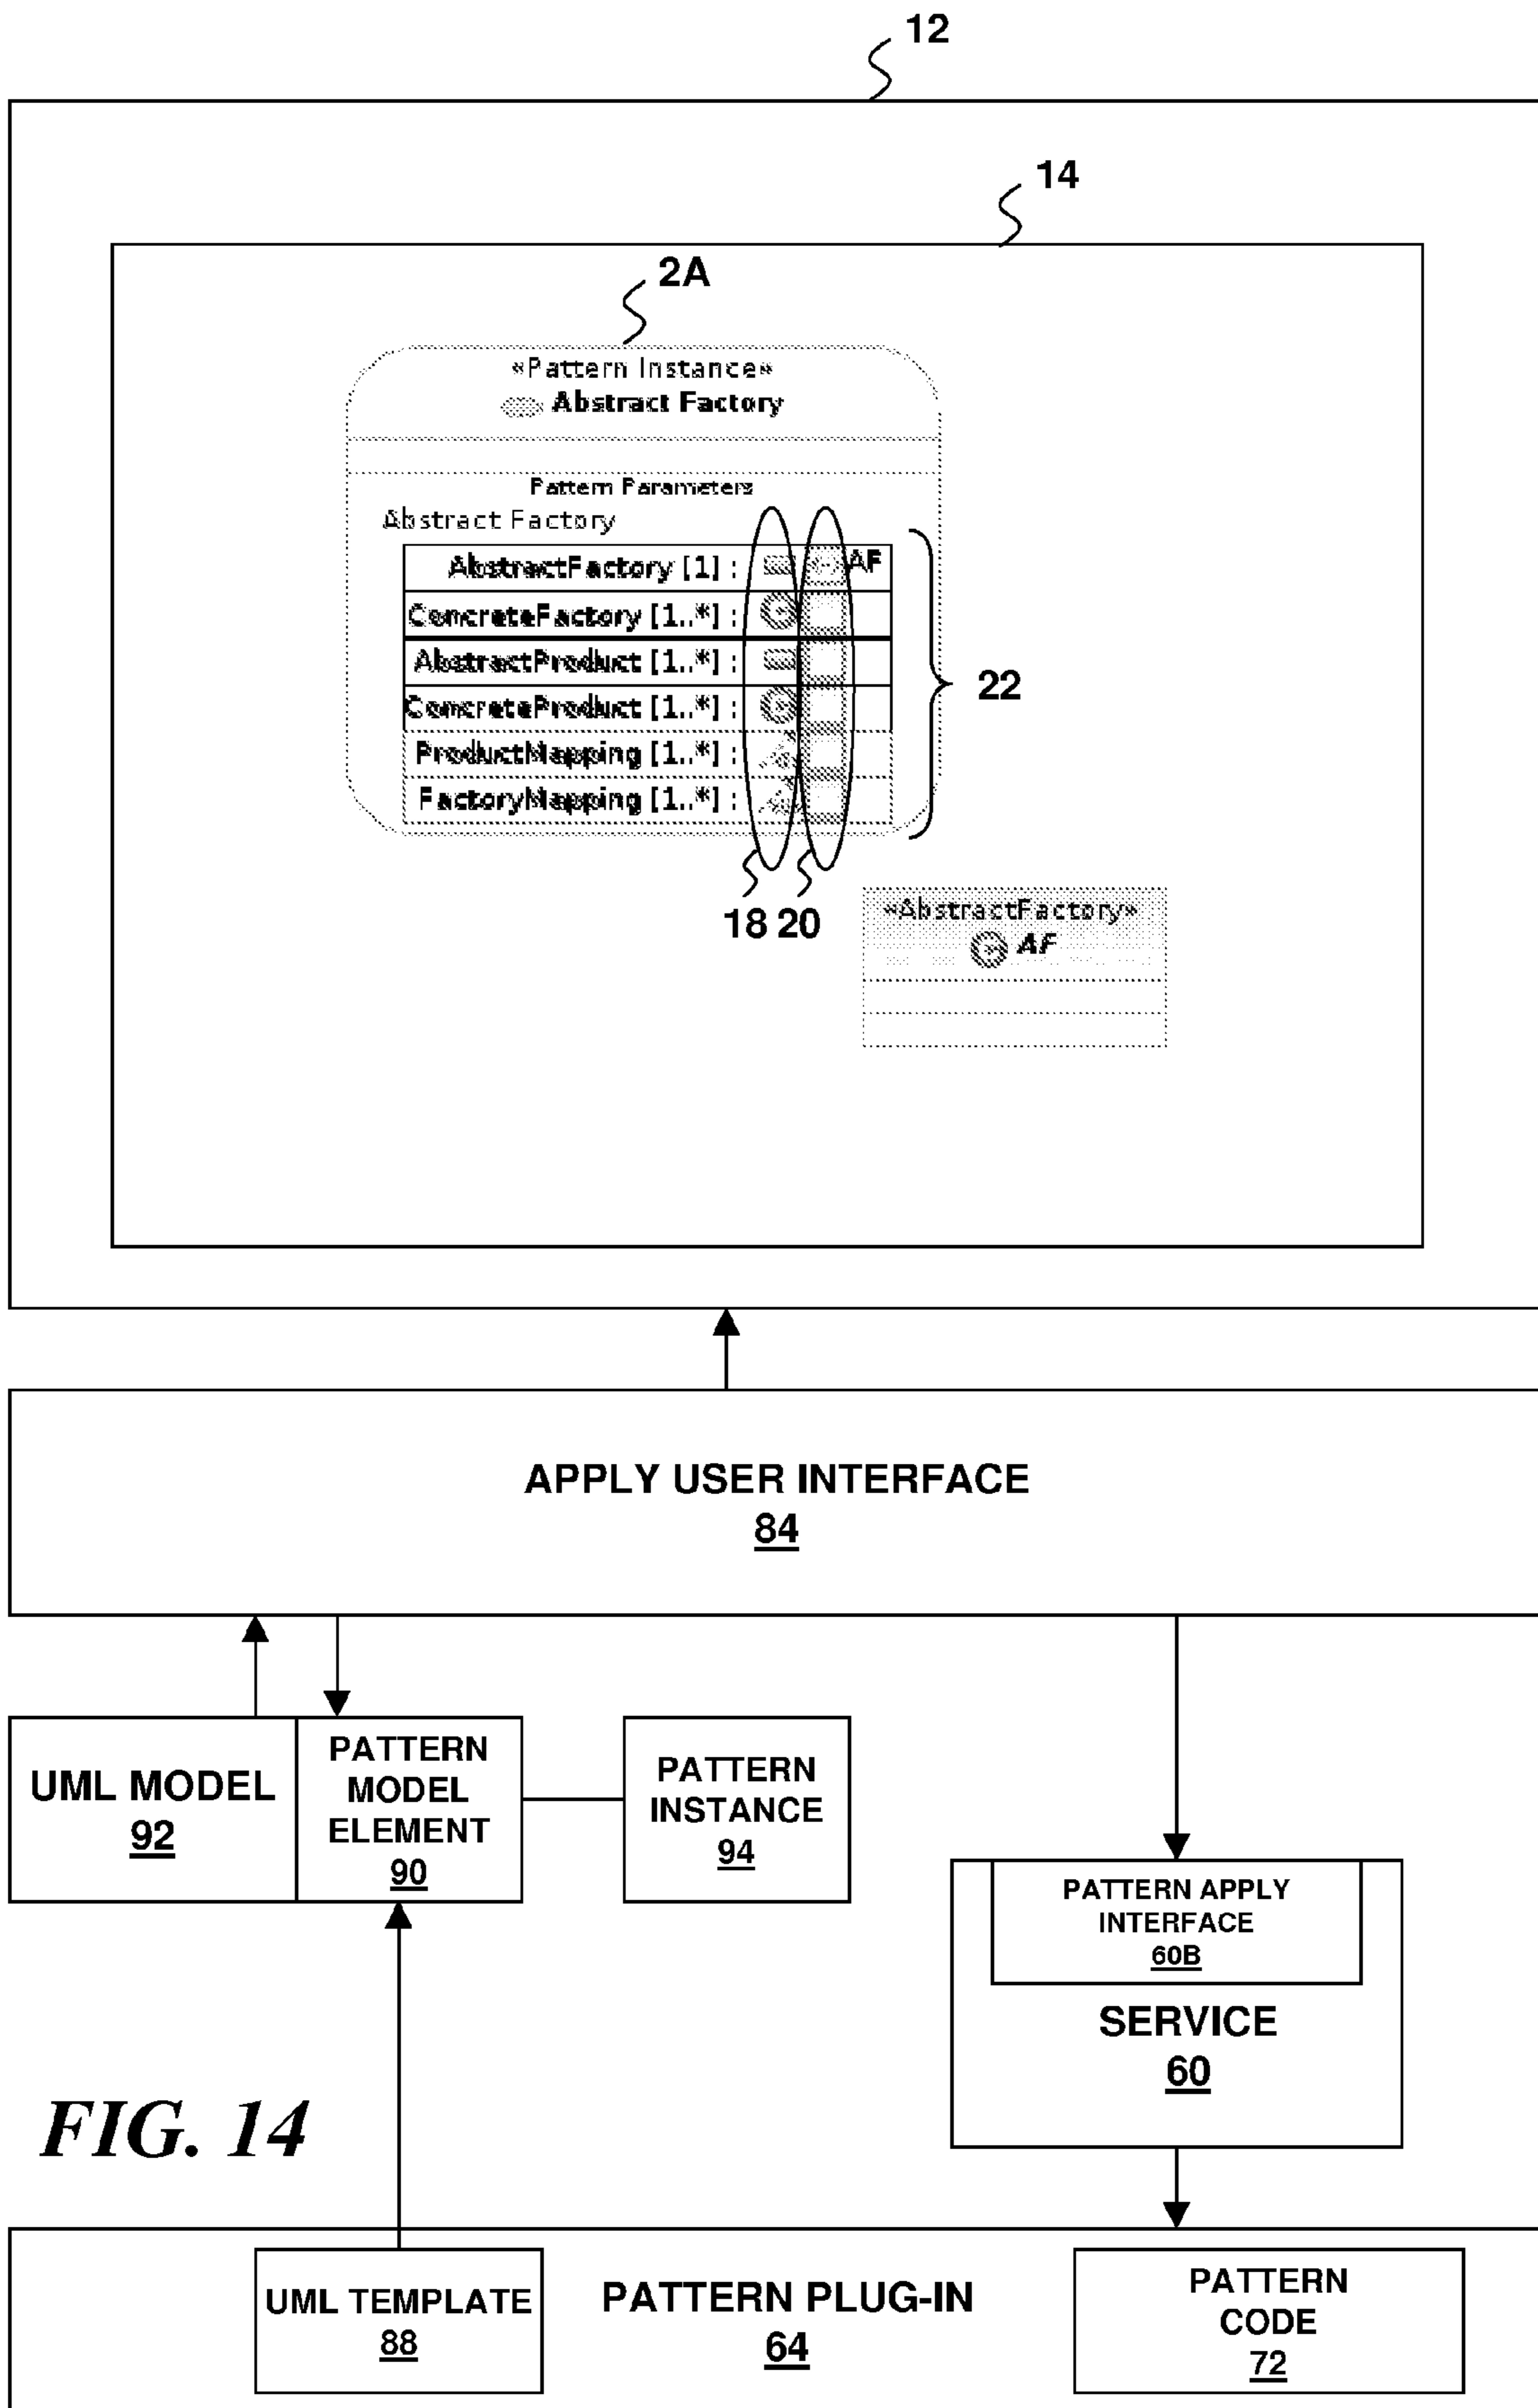 12
14
2A
«Pattern Instance»
Abstract Factory
Pattern Parameters
Abstract Factory
AbstractFactory [1] : AF
ConcreteFactory [1..*] :
AbstractProduct [1..*] :
ConcreteProduct [1..*] :
ProductMapping [1..*] :
FactoryMapping [1..*] :
22
18 20
«AbstractFactory»
AF
APPLY USER INTERFACE
84
UML MODEL
92
PATTERN
MODEL
ELEMENT
90
PATTERN
INSTANCE
94
PATTERN APPLY
INTERFACE
60B
SERVICE
60
FIG. 14
UML TEMPLATE
88
PATTERN PLUG-IN
64
PATTERN
CODE
72